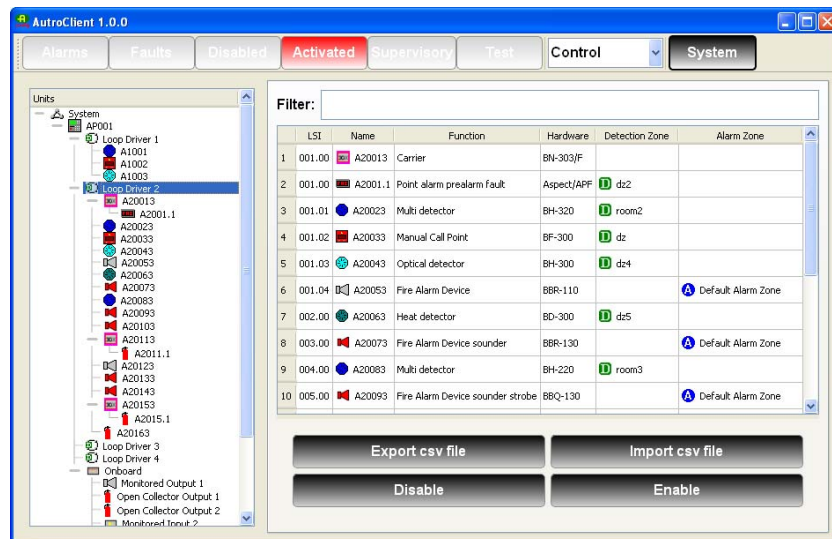 AutroClient 1.0.0
Alarms Faults Disabled Activated Supervisory Test Control System
Units
System
AP001
Loop Driver 1
A1001
A1002
A1003
Loop Driver 2
A20013
A2001.1
A20023
A20033
A20043
A20053
A20063
A20073
A20083
A20093
A20103
A20113
A2011.1
A20123
A20133
A20143
A20153
A2015.1
A20163
Loop Driver 3
Loop Driver 4
Onboard
Monitored Output 1
Open Collector Output 1
Open Collector Output 2
Monitored Input 2
Filter:
LSI Name Function Hardware Detection Zone Alarm Zone
1 001.00 A20013 Carrier BN-303/F
2 001.00 A2001.1 Point alarm prealarm fault Aspect/APF D dz2
3 001.01 A20023 Multi detector BH-320 D room2
4 001.02 A20033 Manual Call Point BF-300 D dz
5 001.03 A20043 Optical detector BH-300 D dz4
6 001.04 A20053 Fire Alarm Device BBR-110 A Default Alarm Zone
7 002.00 A20063 Heat detector BD-300 D dz5
8 003.00 A20073 Fire Alarm Device sounder BBR-130 A Default Alarm Zone
9 004.00 A20083 Multi detector BH-220 D room3
10 005.00 A20093 Fire Alarm Device sounder strobe BBQ-130 A Default Alarm Zone
Export csv file Import csv file
Disable Enable